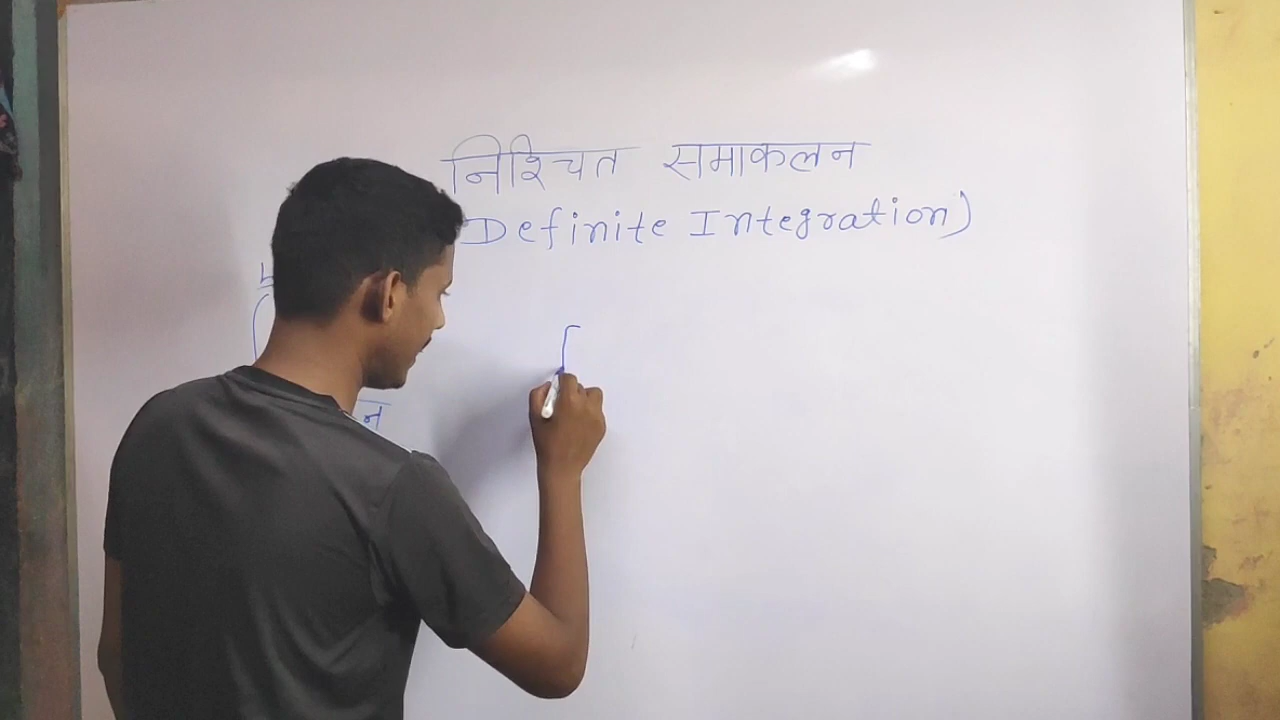 निश्चित समाकलन
Definite Integration)
b
∫
न
∫